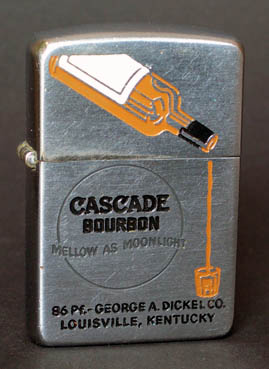 CASCADE
BOURBON
MELLOW AS MOONLIGHT
86 Pf.- GEORGE A. DICKEL CO.
LOUISVILLE, KENTUCKY